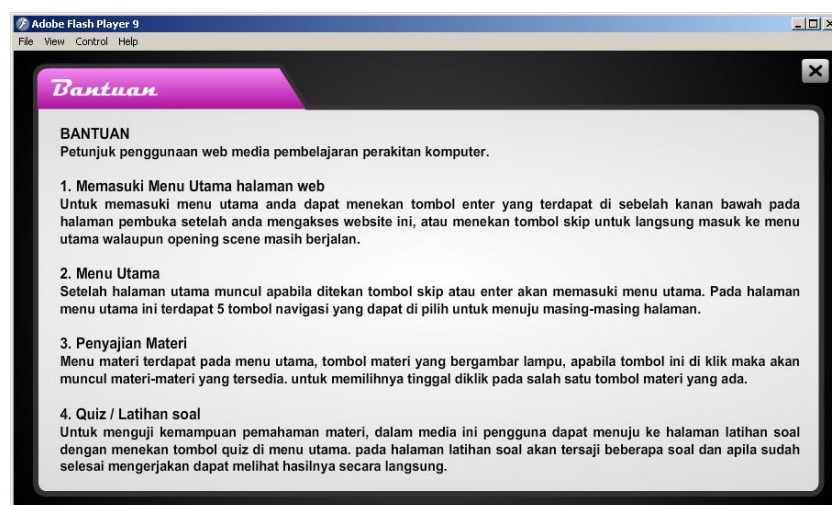 Adobe Flash Player 9
File View Control Help
Bantuan
BANTUAN
Petunjuk penggunaan web media pembelajaran perakitan komputer.
1. Memasuki Menu Utama halaman web
Untuk memasuki menu utama anda dapat menekan tombol enter yang terdapat di sebelah kanan bawah pada
halaman pembuka setelah anda mengakses website ini, atau menekan tombol skip untuk langsung masuk ke menu
utama walaupun opening scene masih berjalan.
2. Menu Utama
Setelah halaman utama muncul apabila ditekan tombol skip atau enter akan memasuki menu utama. Pada halaman
menu utama ini terdapat 5 tombol navigasi yang dapat di pilih untuk menuju masing-masing halaman.
3. Penyajian Materi
Menu materi terdapat pada menu utama, tombol materi yang bergambar lampu, apabila tombol ini di klik maka akan
muncul materi-materi yang tersedia. untuk memilihnya tinggal diklik pada salah satu tombol materi yang ada.
4. Quiz / Latihan soal
Untuk menguji kemampuan pemahaman materi, dalam media ini pengguna dapat menuju ke halaman latihan soal
dengan menekan tombol quiz di menu utama. pada halaman latihan soal akan tersaji beberapa soal dan apila sudah
selesai mengerjakan dapat melihat hasilnya secara langsung.